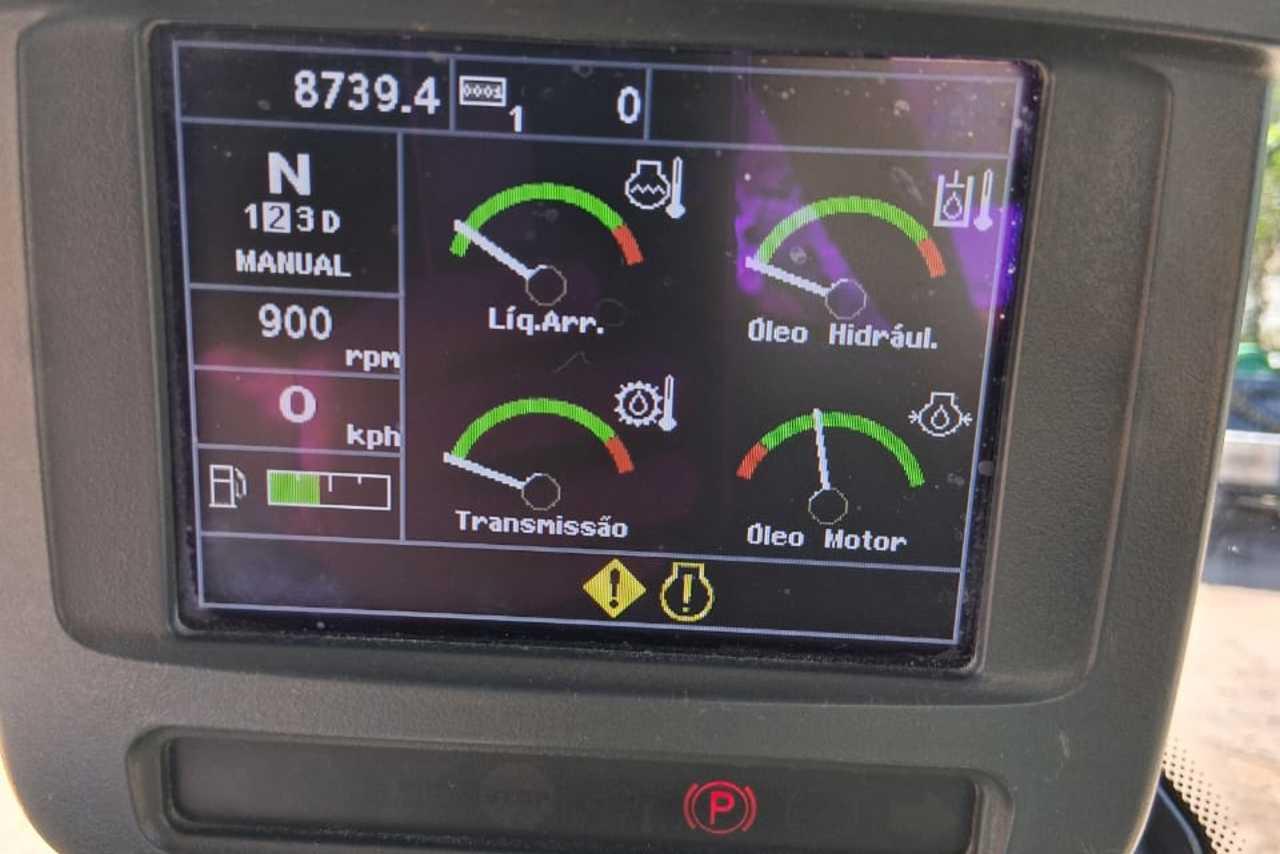 8739.4
0001
1
0
N
1 2 3 D
MANUAL
900
rpm
0
kph
Líq.Arr.
Óleo Hidrául.
Transmissão
Óleo Motor
P